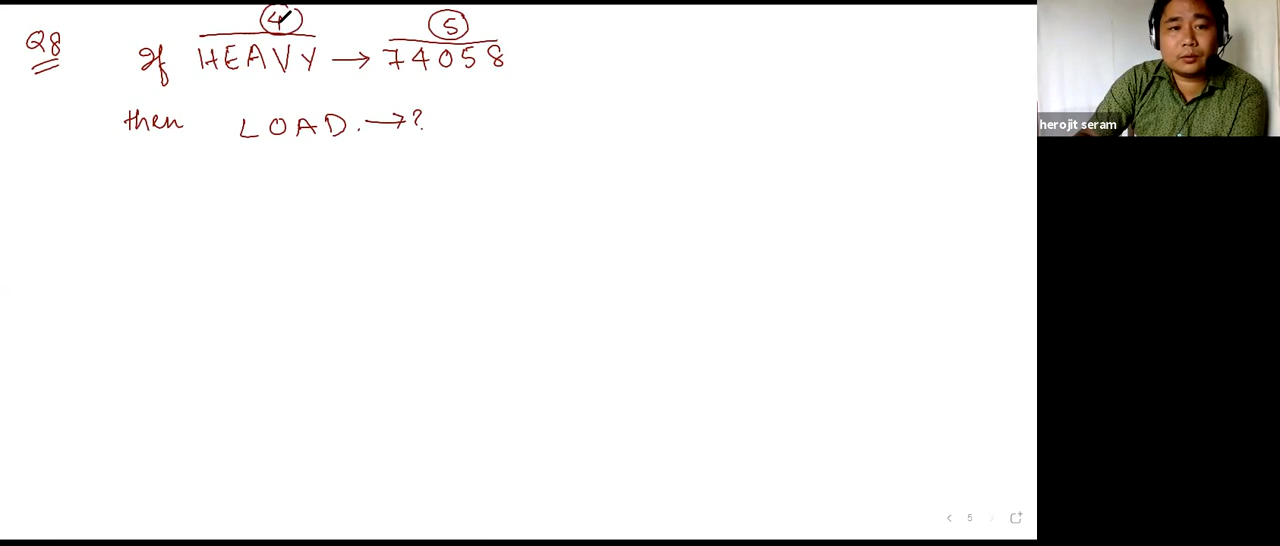 ④ ⑤
Q8 If HEAVY → 74058
then LOAD. → ?
herojit seram
5